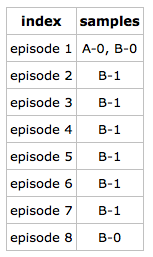 index samples
episode 1 A-0, B-0
episode 2 B-1
episode 3 B-1
episode 4 B-1
episode 5 B-1
episode 6 B-1
episode 7 B-1
episode 8 B-0